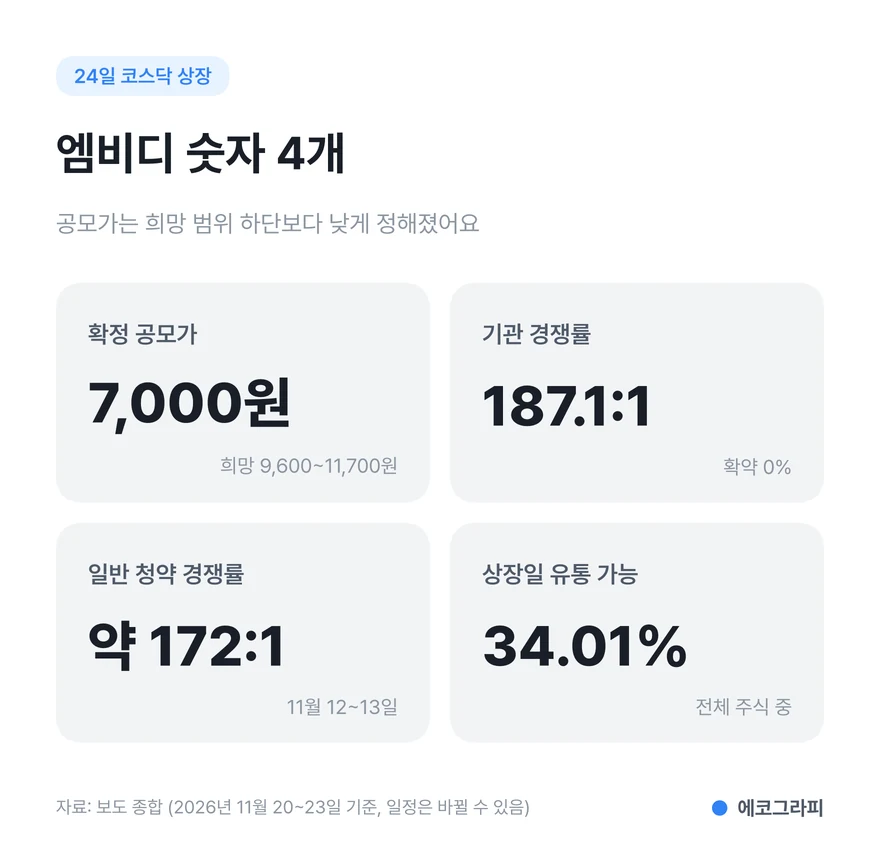 24일 코스닥 상장
엠비디 숫자 4개
공모가는 희망 범위 하단보다 낮게 정해졌어요
확정 공모가
7,000원
희망 9,600~11,700원
기관 경쟁률
187.1:1
확약 0%
일반 청약 경쟁률
약 172:1
11월 12~13일
상장일 유통 가능
34.01%
전체 주식 중
자료: 보도 종합 (2026년 11월 20~23일 기준, 일정은 바뀔 수 있음)
에코그라피